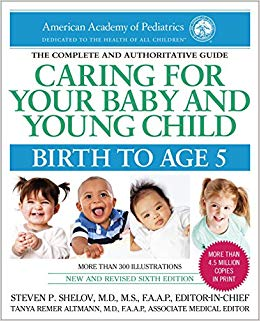 American Academy of Pediatrics
DEDICATED TO THE HEALTH OF ALL CHILDREN™
THE COMPLETE AND AUTHORITATIVE GUIDE
CARING FOR
YOUR BABY AND
YOUNG CHILD
BIRTH TO AGE 5
MORE THAN 300 ILLUSTRATIONS
NEW AND REVISED SIXTH EDITION
MORE THAN
4.5 MILLION
COPIES
IN PRINT
STEVEN P. SHELOV, M.D., M.S., F.A.A.P., EDITOR-IN-CHIEF
TANYA REMER ALTMANN, M.D., F.A.A.P., ASSOCIATE MEDICAL EDITOR